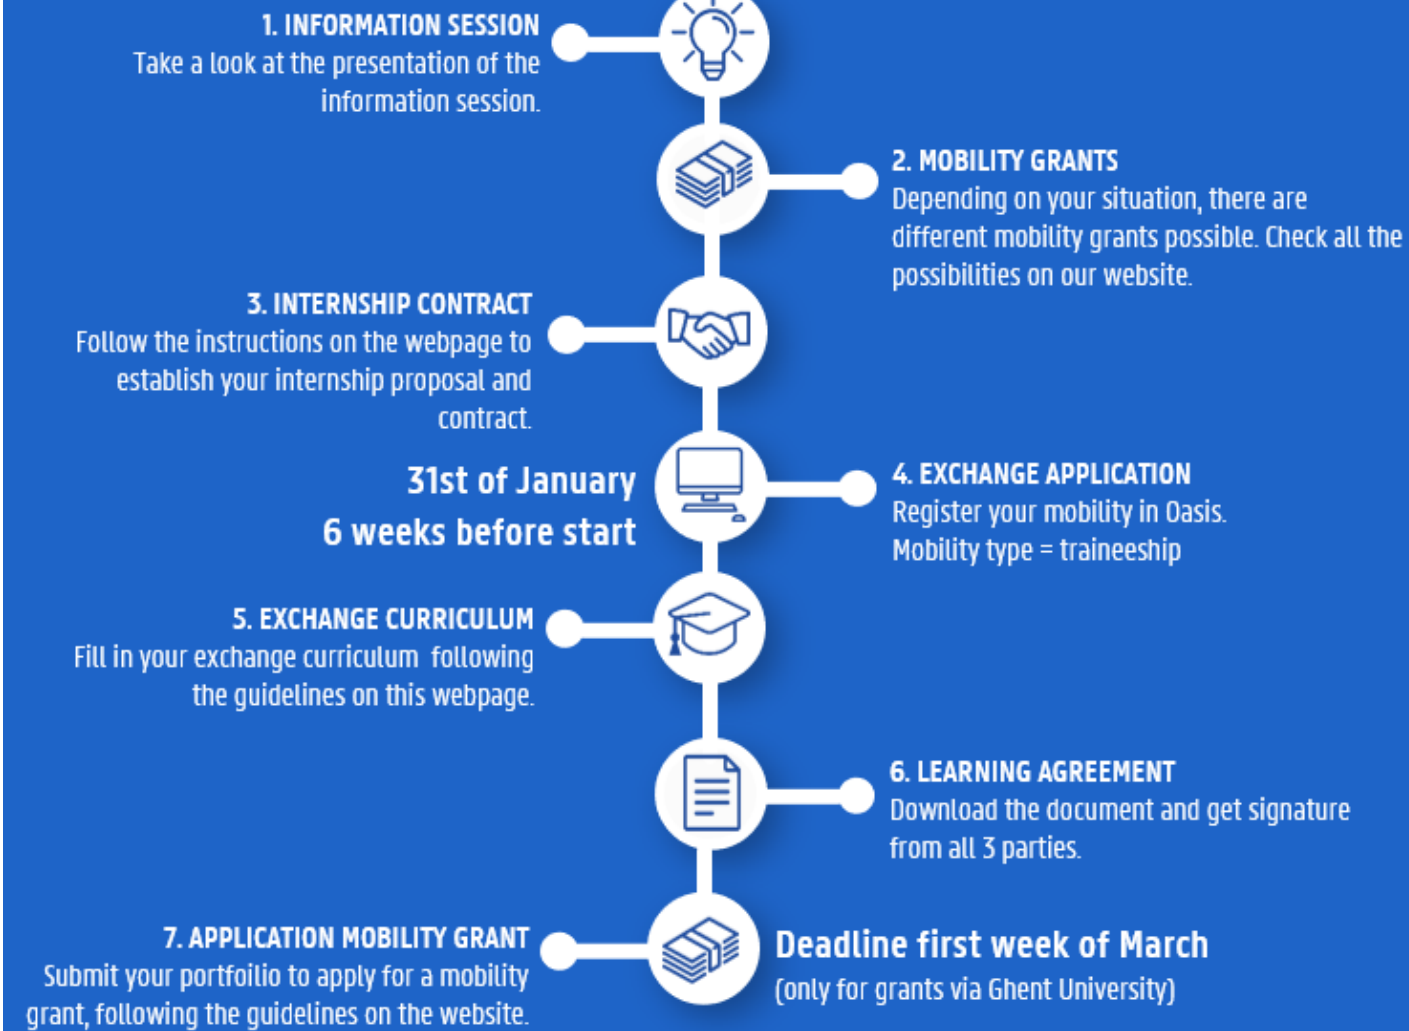 1. INFORMATION SESSION
Take a look at the presentation of the
information session.
2. MOBILITY GRANTS
Depending on your situation, there are
different mobility grants possible. Check all the
possibilities on our website.
3. INTERNSHIP CONTRACT
Follow the instructions on the webpage to
establish your internship proposal and
contract.
31st of January
6 weeks before start
4. EXCHANGE APPLICATION
Register your mobility in Oasis.
Mobility type = traineeship
5. EXCHANGE CURRICULUM
Fill in your exchange curriculum following
the guidelines on this webpage.
6. LEARNING AGREEMENT
Download the document and get signature
from all 3 parties.
7. APPLICATION MOBILITY GRANT
Submit your portfoilio to apply for a mobility
grant, following the guidelines on the website.
Deadline first week of March
(only for grants via Ghent University)